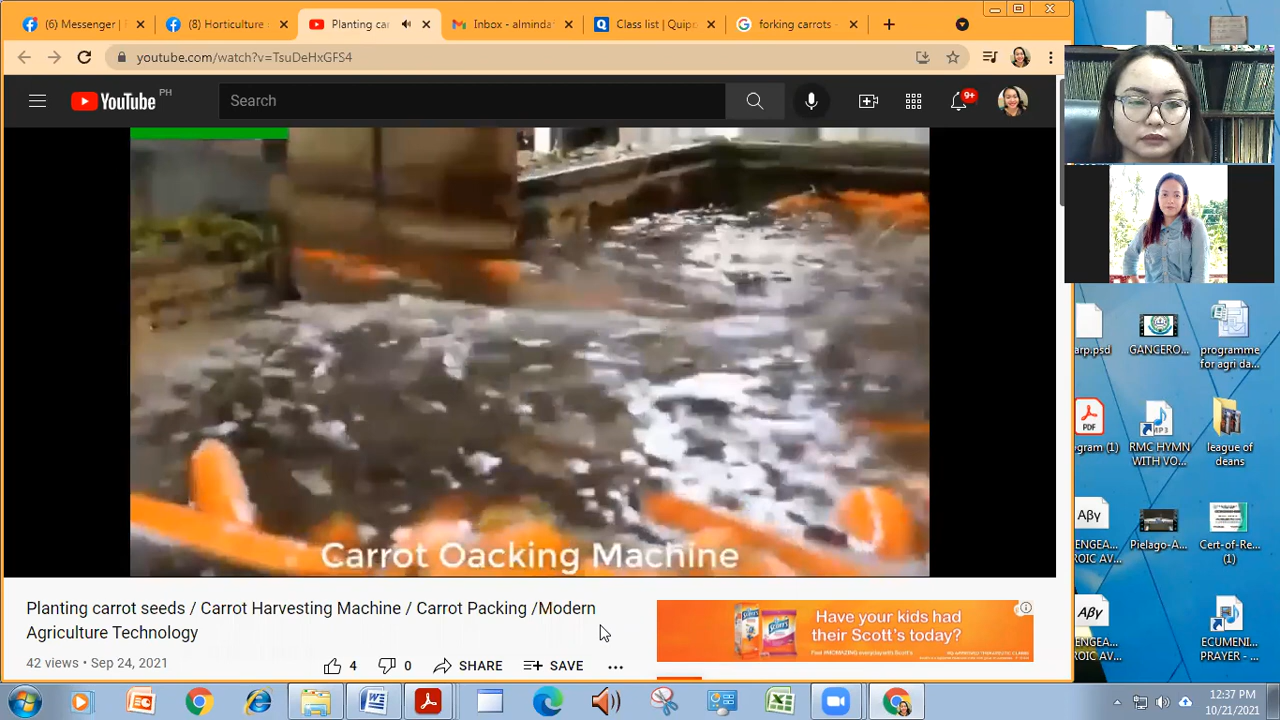 (6) Messenger |
(8) Horticulture
Planting car
Inbox - alminda
Class list | Quip
forking carrots -
youtube.com/watch?v=TsuDeHxGFS4
YouTube PH
Search
9+
Carrot Oacking Machine
Planting carrot seeds / Carrot Harvesting Machine / Carrot Packing /Modern
Agriculture Technology
42 views • Sep 24, 2021
4
0
SHARE
SAVE
Have your kids had
their Scott's today?
arp.psd
GANCERO...
programme
for agri da...
PDF
gram (1)
MP3
RMC HYMN
WITH VO...
league of
deans
ENGEA
ROIC AV...
Pielago-A...
Cert-of-Re...
(1)
ENGEA
ROIC AV...
ECUMENI...
PRAYER - ...
12:37 PM
10/21/2021